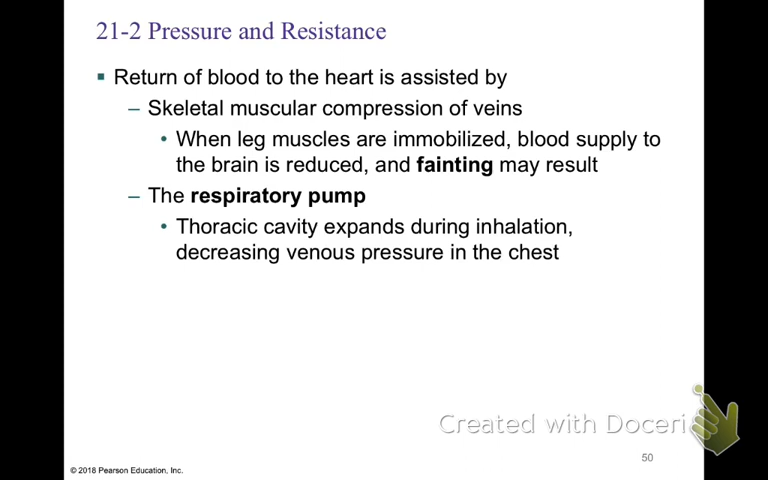 21-2 Pressure and Resistance
▪ Return of blood to the heart is assisted by
– Skeletal muscular compression of veins
• When leg muscles are immobilized, blood supply to
the brain is reduced, and fainting may result
– The respiratory pump
• Thoracic cavity expands during inhalation,
decreasing venous pressure in the chest
Created with Doceri
50
© 2018 Pearson Education, Inc.